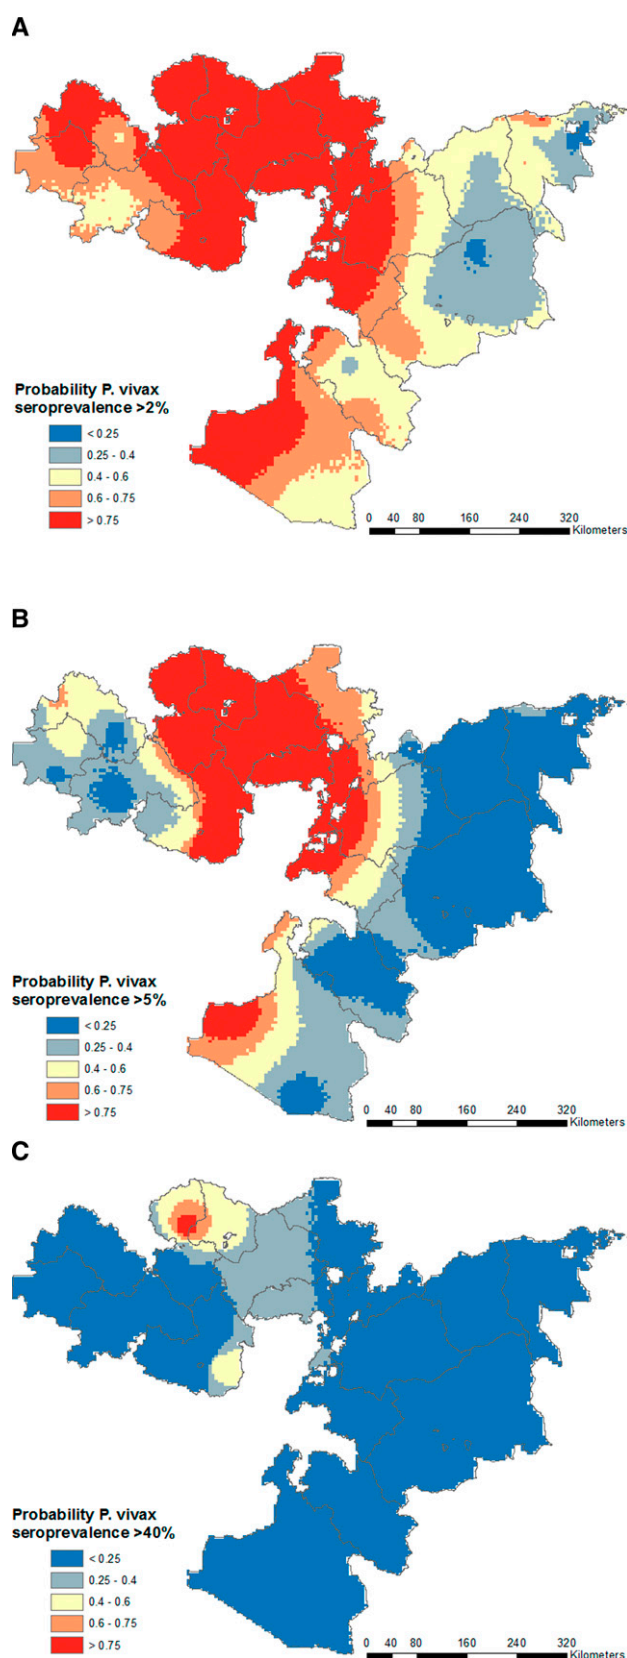 A
Probability P. vivax
seroprevalence >2%
< 0.25
0.25 - 0.4
0.4 - 0.6
0.6 - 0.75
> 0.75
0 40 80 160 240 320
Kilometers
B
Probability P. vivax
seroprevalence >5%
< 0.25
0.25 - 0.4
0.4 - 0.6
0.6 - 0.75
> 0.75
0 40 80 160 240 320
Kilometers
C
Probability P. vivax
seroprevalence >40%
< 0.25
0.25 - 0.4
0.4 - 0.6
0.6 - 0.75
> 0.75
0 40 80 160 240 320
Kilometers